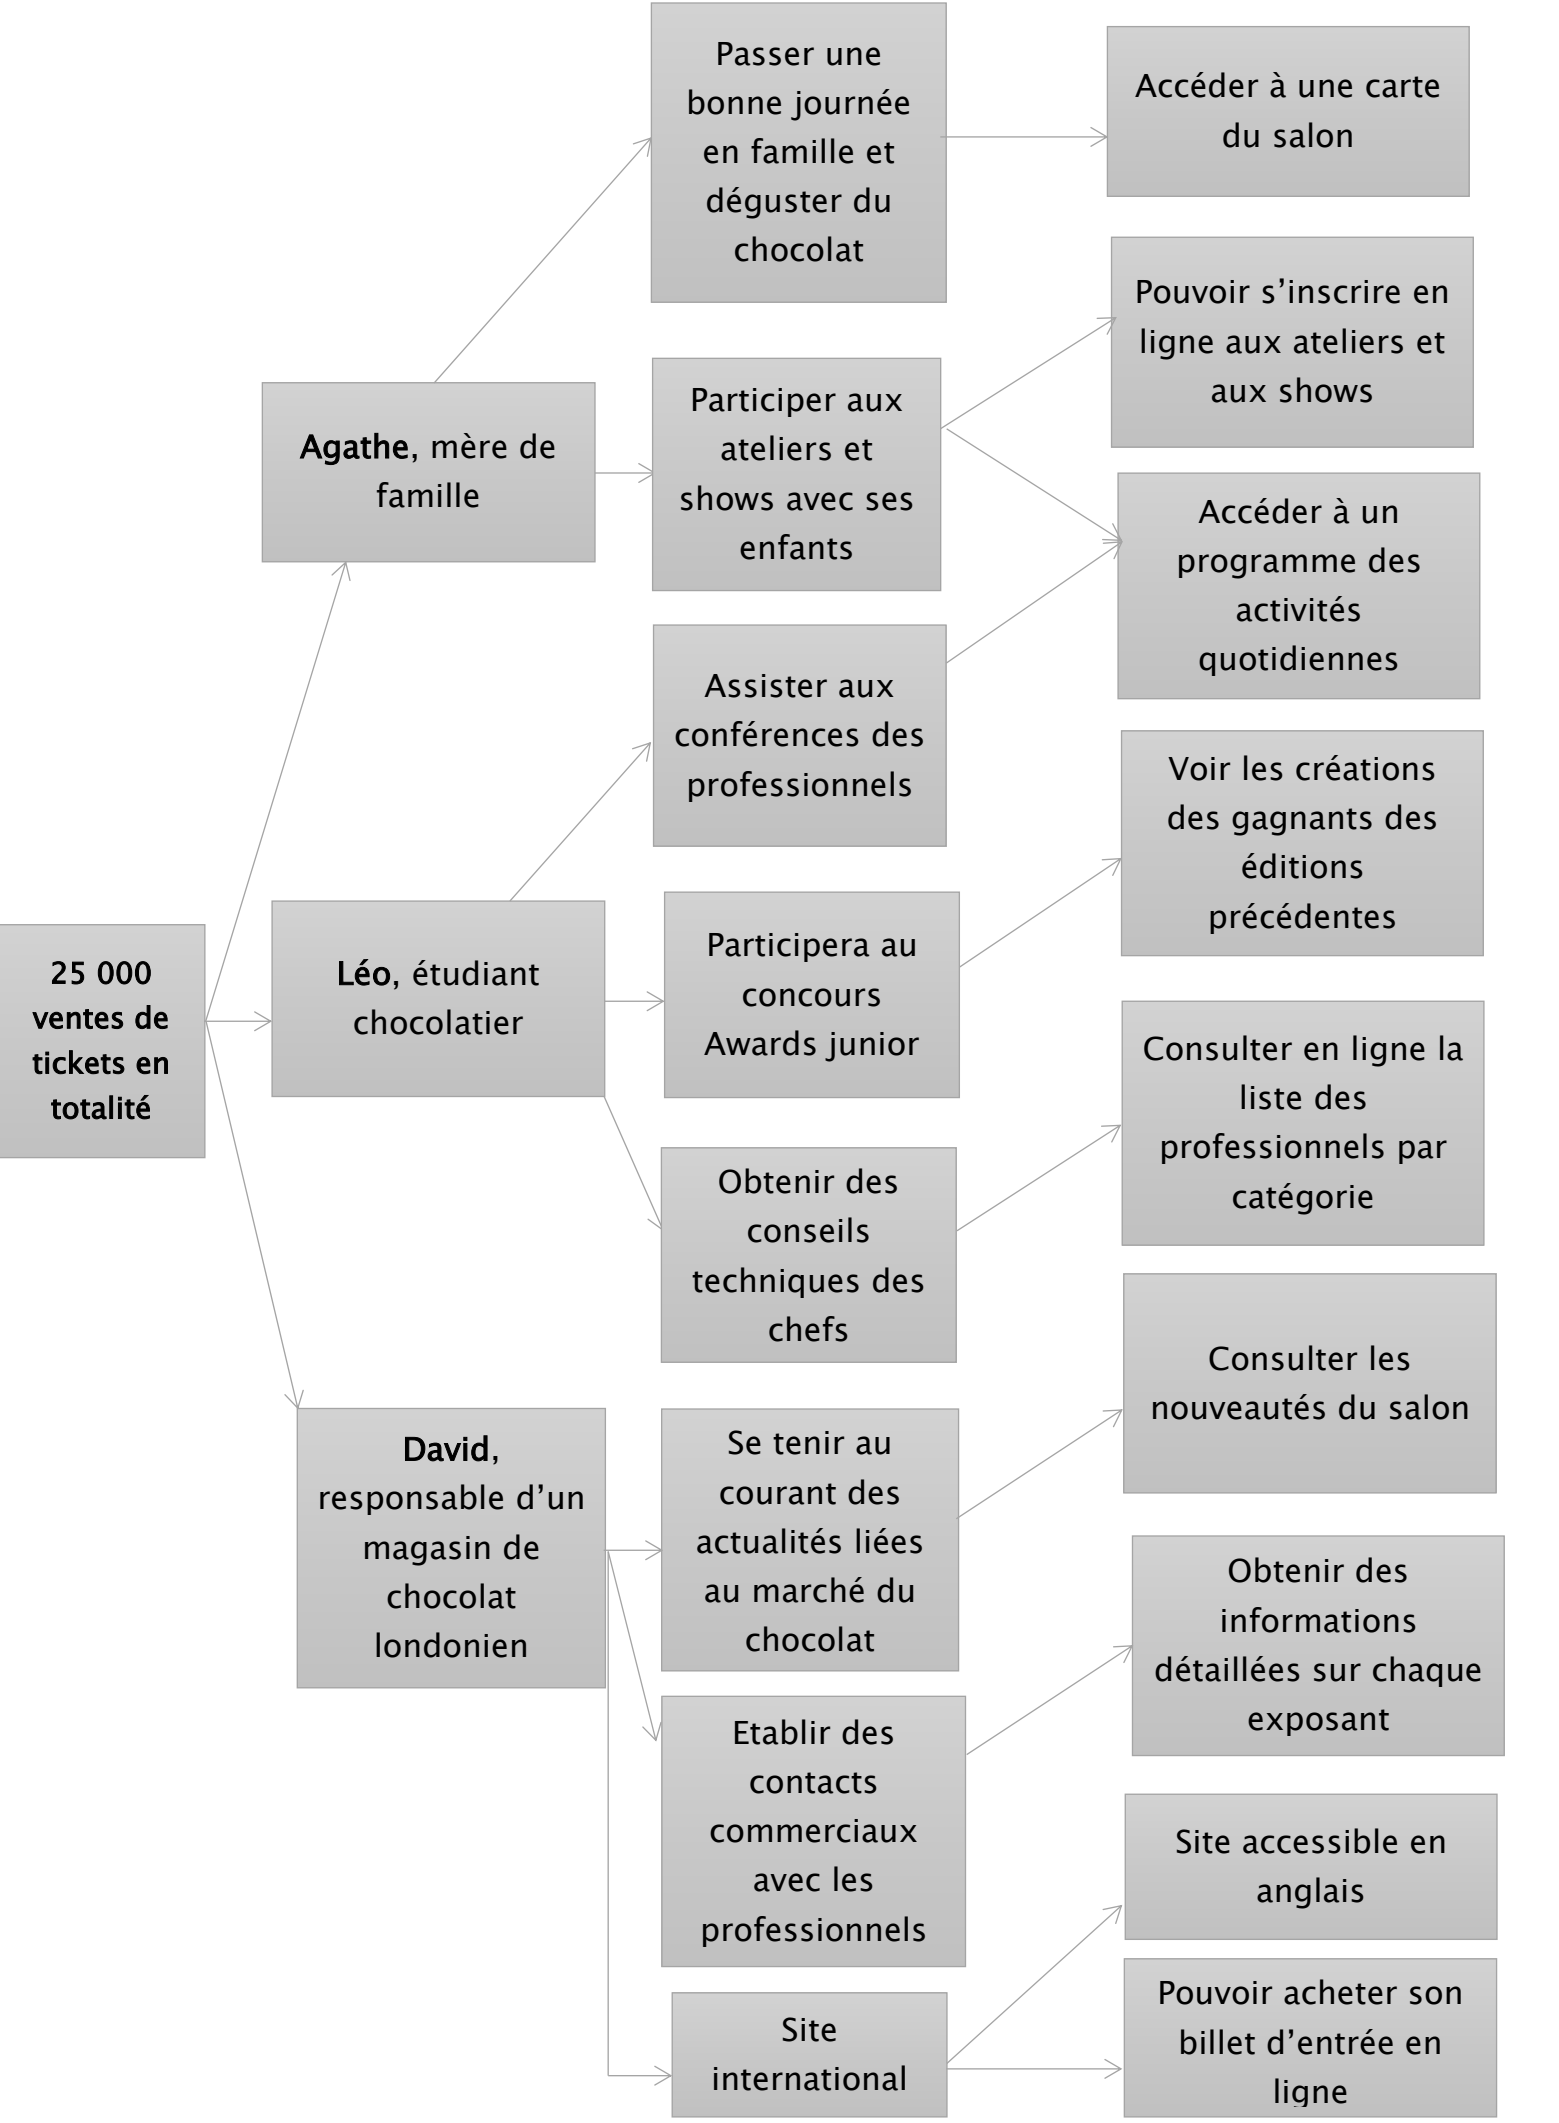 25 000
ventes de
tickets en
totalité
Agathe, mère de
famille
Léo, étudiant
chocolatier
David,
responsable d’un
magasin de
chocolat
londonien
Passer une
bonne journée
en famille et
déguster du
chocolat
Participer aux
ateliers et
shows avec ses
enfants
Assister aux
conférences des
professionnels
Participera au
concours
Awards junior
Obtenir des
conseils
techniques des
chefs
Se tenir au
courant des
actualités liées
au marché du
chocolat
Etablir des
contacts
commerciaux
avec les
professionnels
Site
international
Accéder à une carte
du salon
Pouvoir s’inscrire en
ligne aux ateliers et
aux shows
Accéder à un
programme des
activités
quotidiennes
Voir les créations
des gagnants des
éditions
précédentes
Consulter en ligne la
liste des
professionnels par
catégorie
Consulter les
nouveautés du salon
Obtenir des
informations
détaillées sur chaque
exposant
Site accessible en
anglais
Pouvoir acheter son
billet d’entrée en
ligne